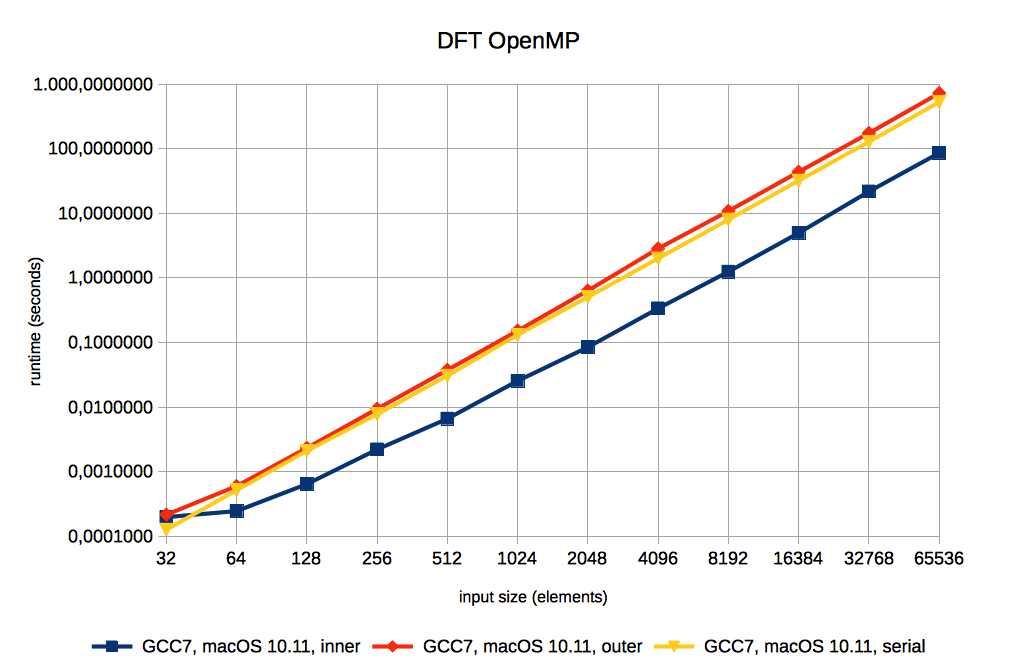 DFT OpenMP
1.000,0000000
100,0000000
10,0000000
1,0000000
0,1000000
0,0100000
0,0010000
0,0001000
runtime (seconds)
32 64 128 256 512 1024 2048 4096 8192 16384 32768 65536
input size (elements)
GCC7, macOS 10.11, inner GCC7, macOS 10.11, outer GCC7, macOS 10.11, serial